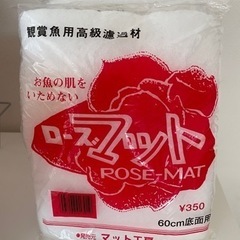 観賞魚用高級濾過材
お魚の肌を
いためない
ローズマット
ROSE-MAT
¥350
60cm底面用
マット工房